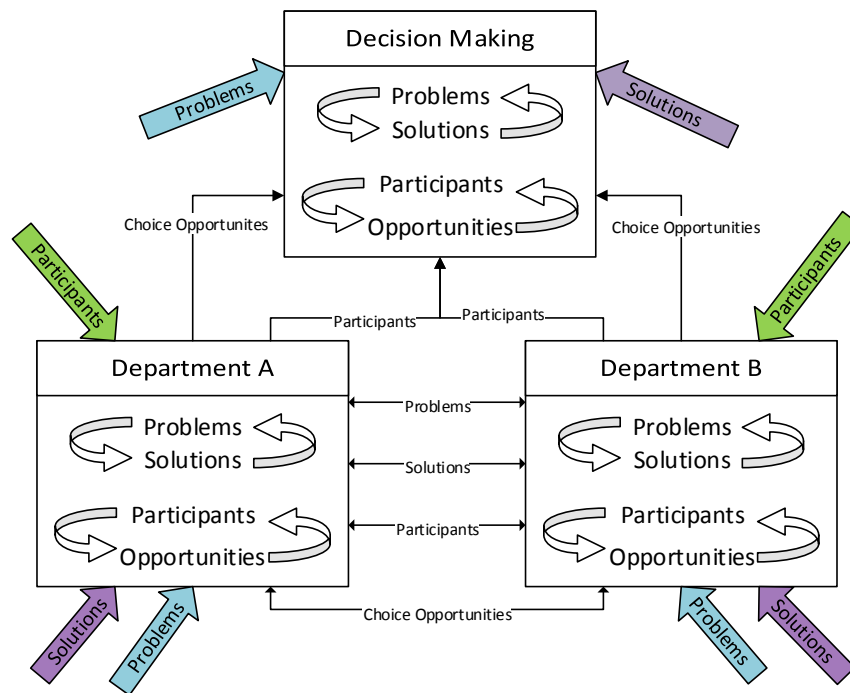 Decision Making
Problems
Solutions
Problems
Solutions
Participants
Opportunities
Choice Opportunites
Choice Opportunities
Participants
Participants
Participants
Participants
Department A
Department B
Problems
Solutions
Participants
Opportunities
Problems
Solutions
Participants
Choice Opportunities
Problems
Solutions
Participants
Opportunities
Solutions
Problems
Problems
Solutions